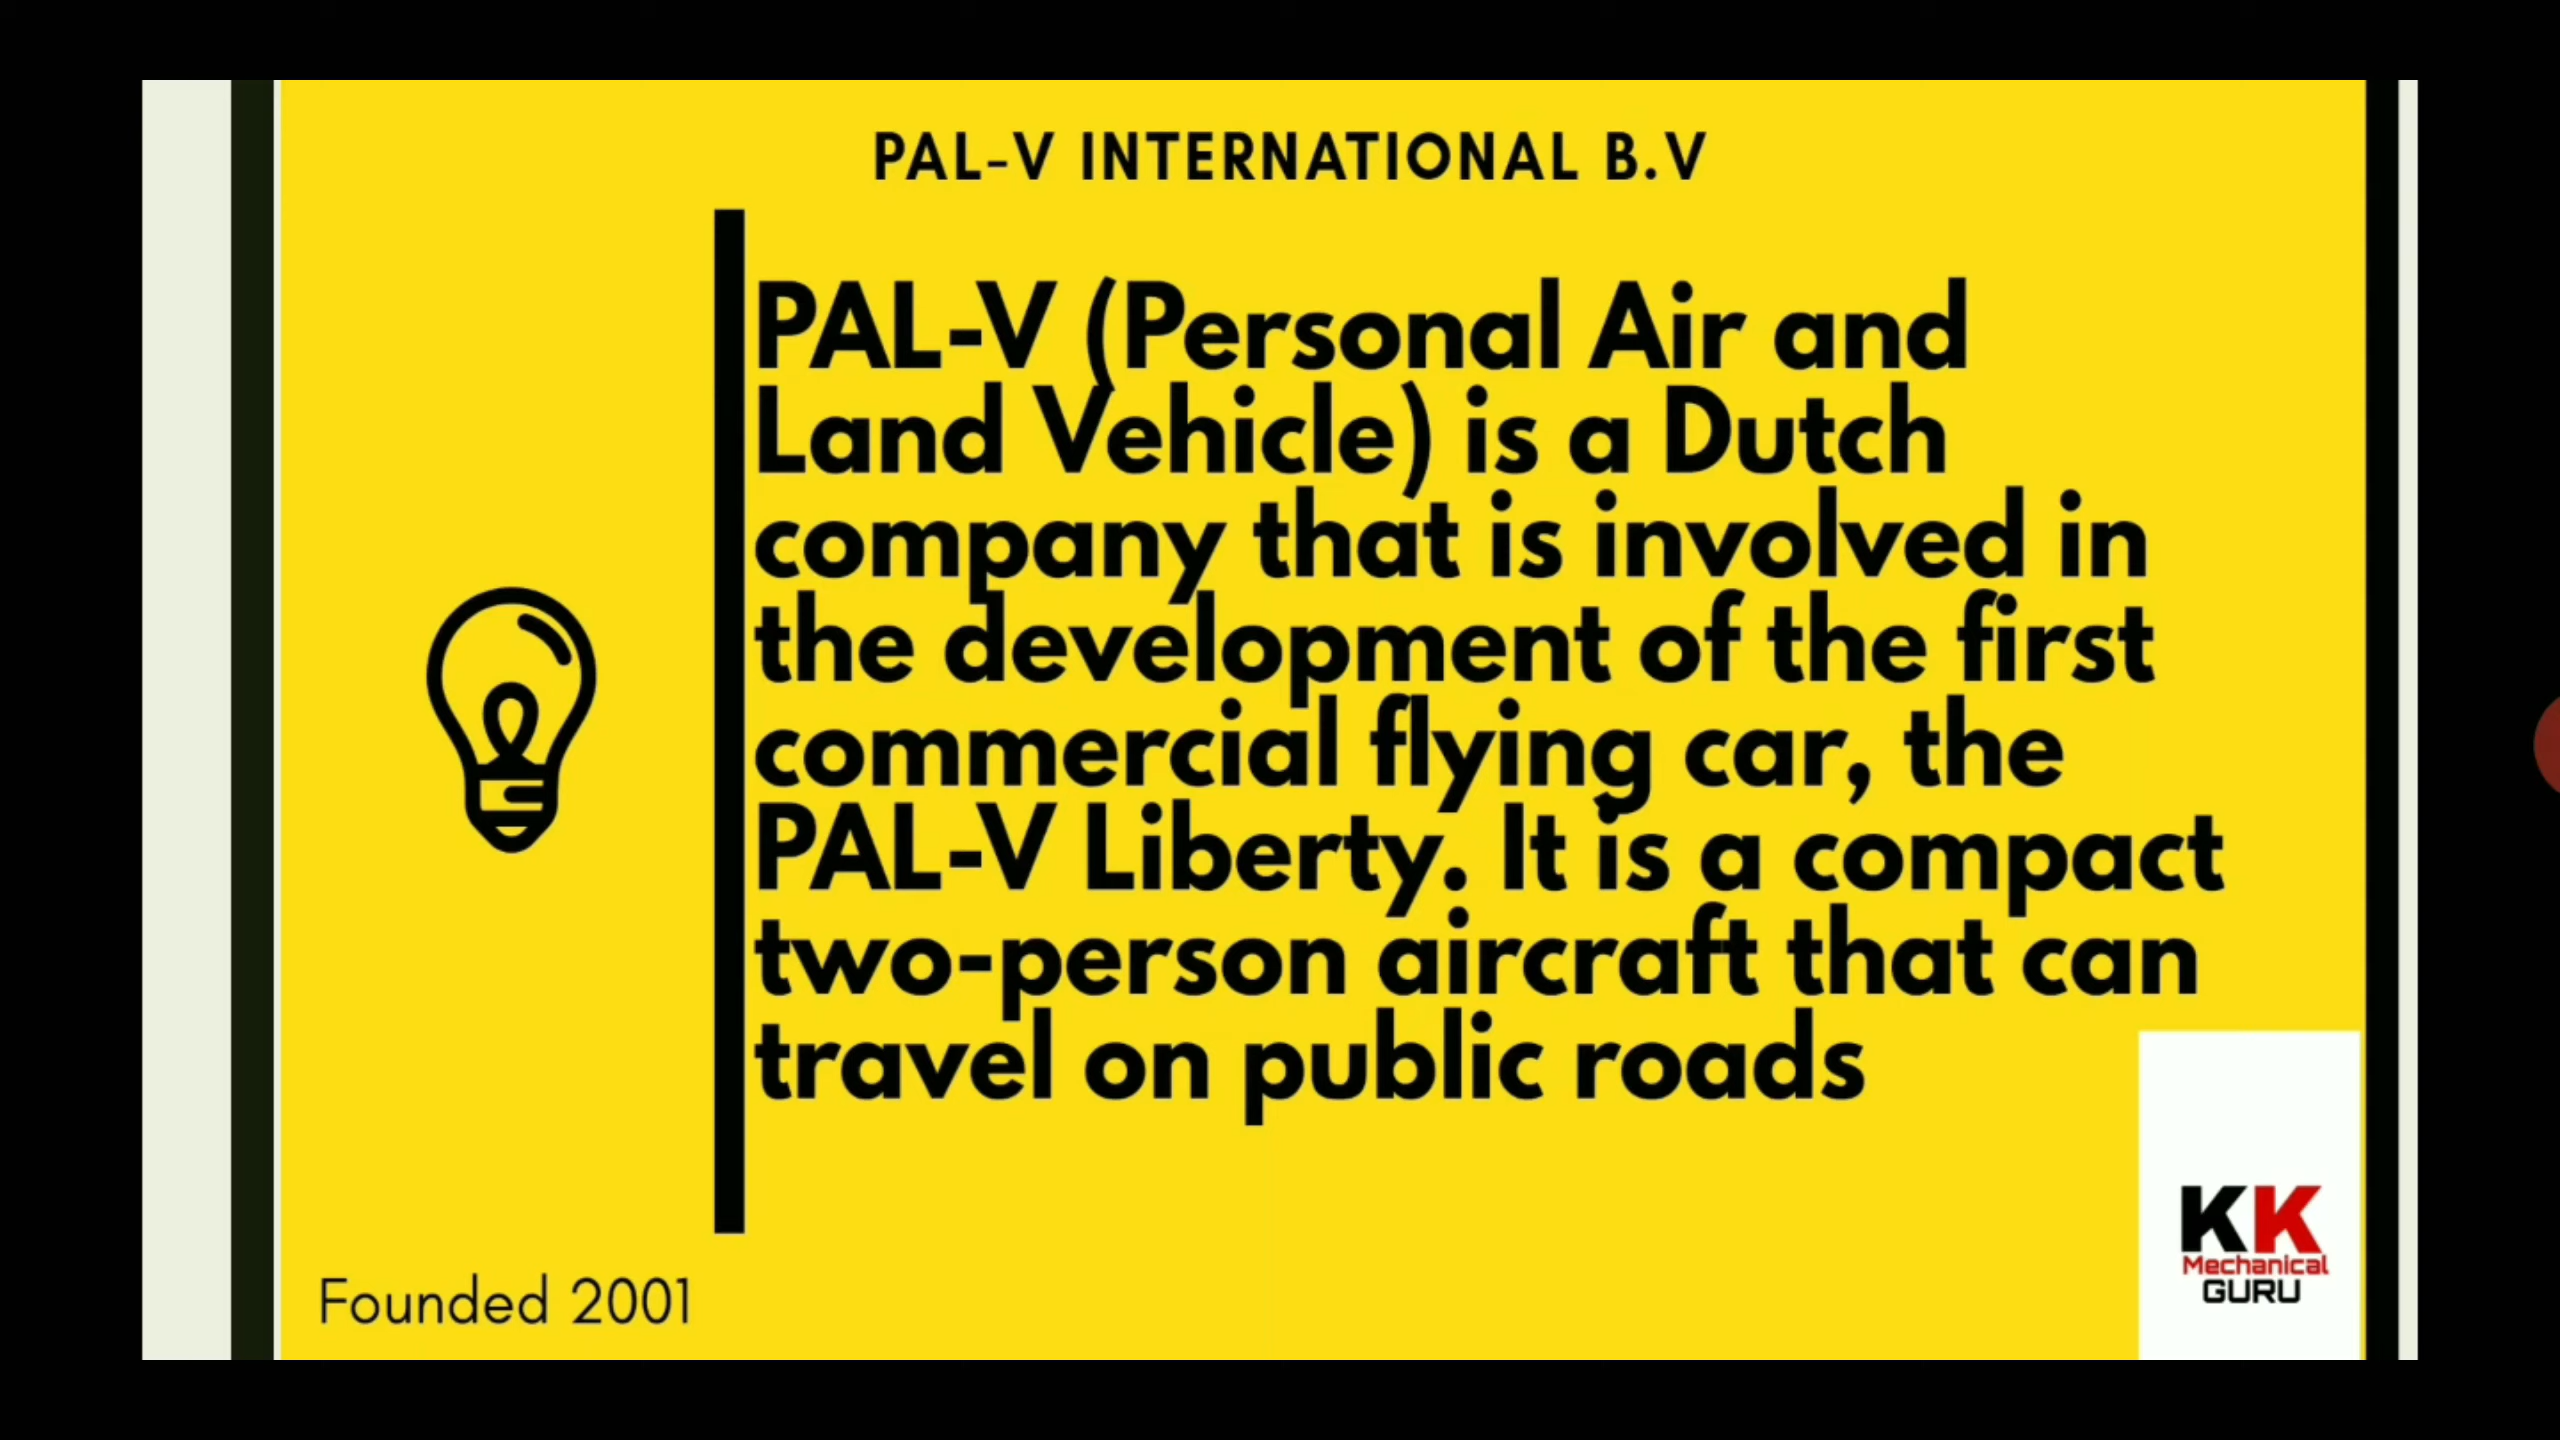 PAL-V INTERNATIONAL B.V
PAL-V (Personal Air and
Land Vehicle) is a Dutch
company that is involved in
the development of the first
commercial flying car, the
PAL-V Liberty. It is a compact
two-person aircraft that can
travel on public roads
Founded 2001
KK
Mechanical
GURU